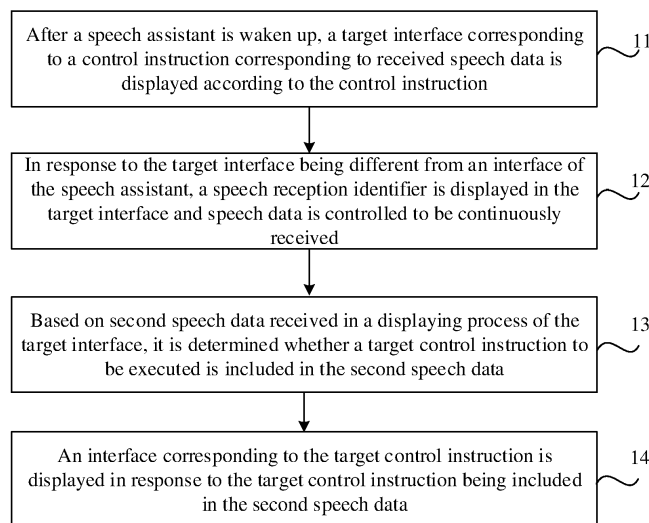 After a speech assistant is waken up, a target interface corresponding
to a control instruction corresponding to received speech data is
displayed according to the control instruction
11
In response to the target interface being different from an interface of
the speech assistant, a speech reception identifier is displayed in the
target interface and speech data is controlled to be continuously
received
12
Based on second speech data received in a displaying process of the
target interface, it is determined whether a target control instruction to
be executed is included in the second speech data
13
An interface corresponding to the target control instruction is
displayed in response to the target control instruction being included
in the second speech data
14